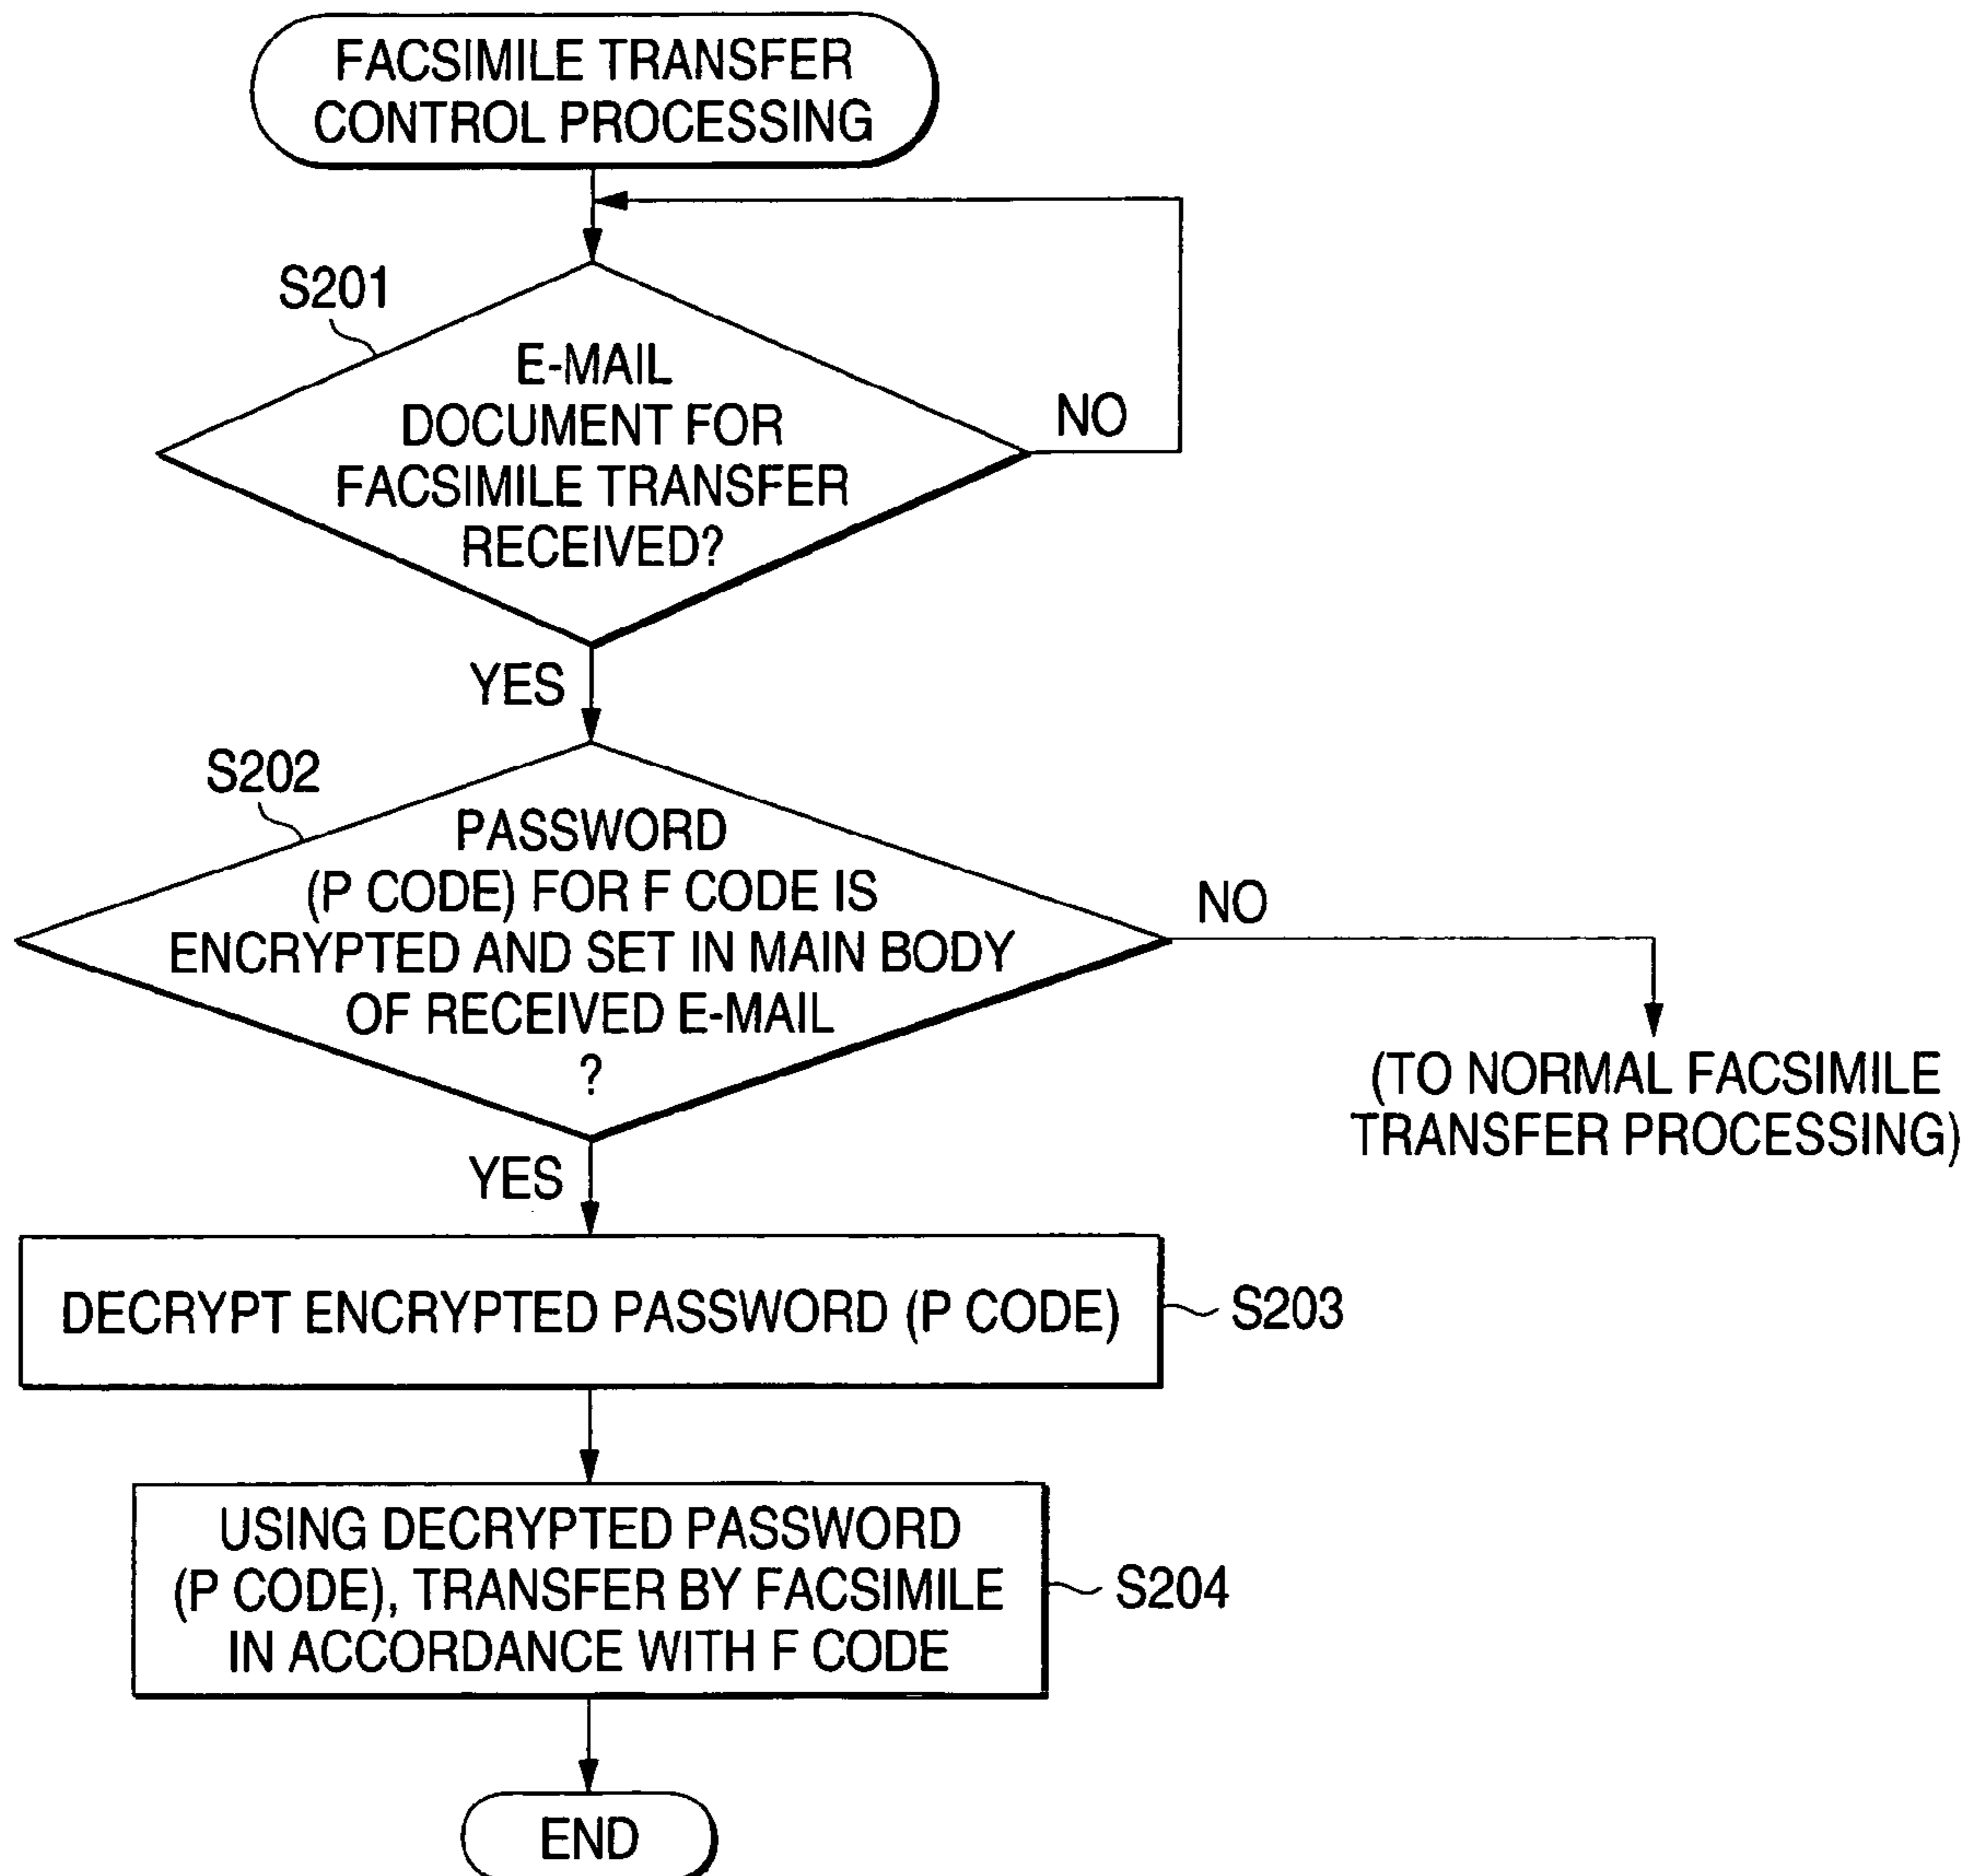 FACSIMILE TRANSFER
CONTROL PROCESSING
S201
E-MAIL
DOCUMENT FOR
FACSIMILE TRANSFER
RECEIVED?
NO
YES
S202
PASSWORD
(P CODE) FOR F CODE IS
ENCRYPTED AND SET IN MAIN BODY
OF RECEIVED E-MAIL
?
NO
(TO NORMAL FACSIMILE
TRANSFER PROCESSING)
YES
DECRYPT ENCRYPTED PASSWORD (P CODE)
S203
USING DECRYPTED PASSWORD
(P CODE), TRANSFER BY FACSIMILE
IN ACCORDANCE WITH F CODE
S204
END